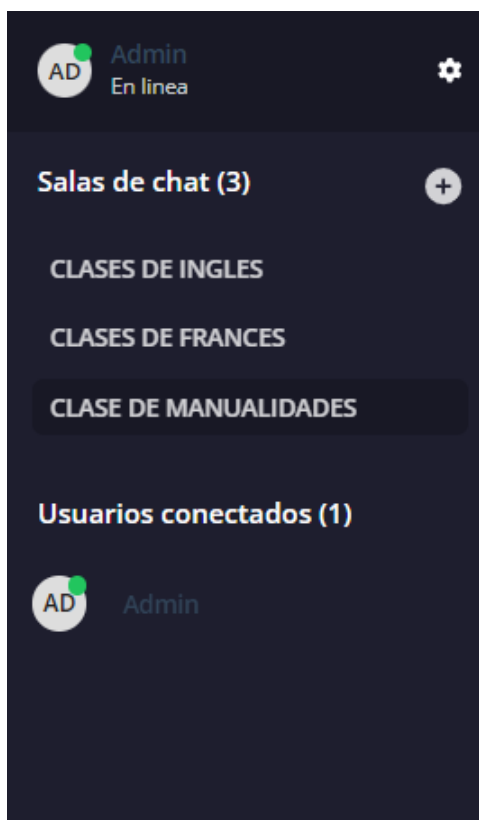 AD
Admin
En linea
Salas de chat (3)
CLASES DE INGLES
CLASES DE FRANCES
CLASE DE MANUALIDADES
Usuarios conectados (1)
AD
Admin